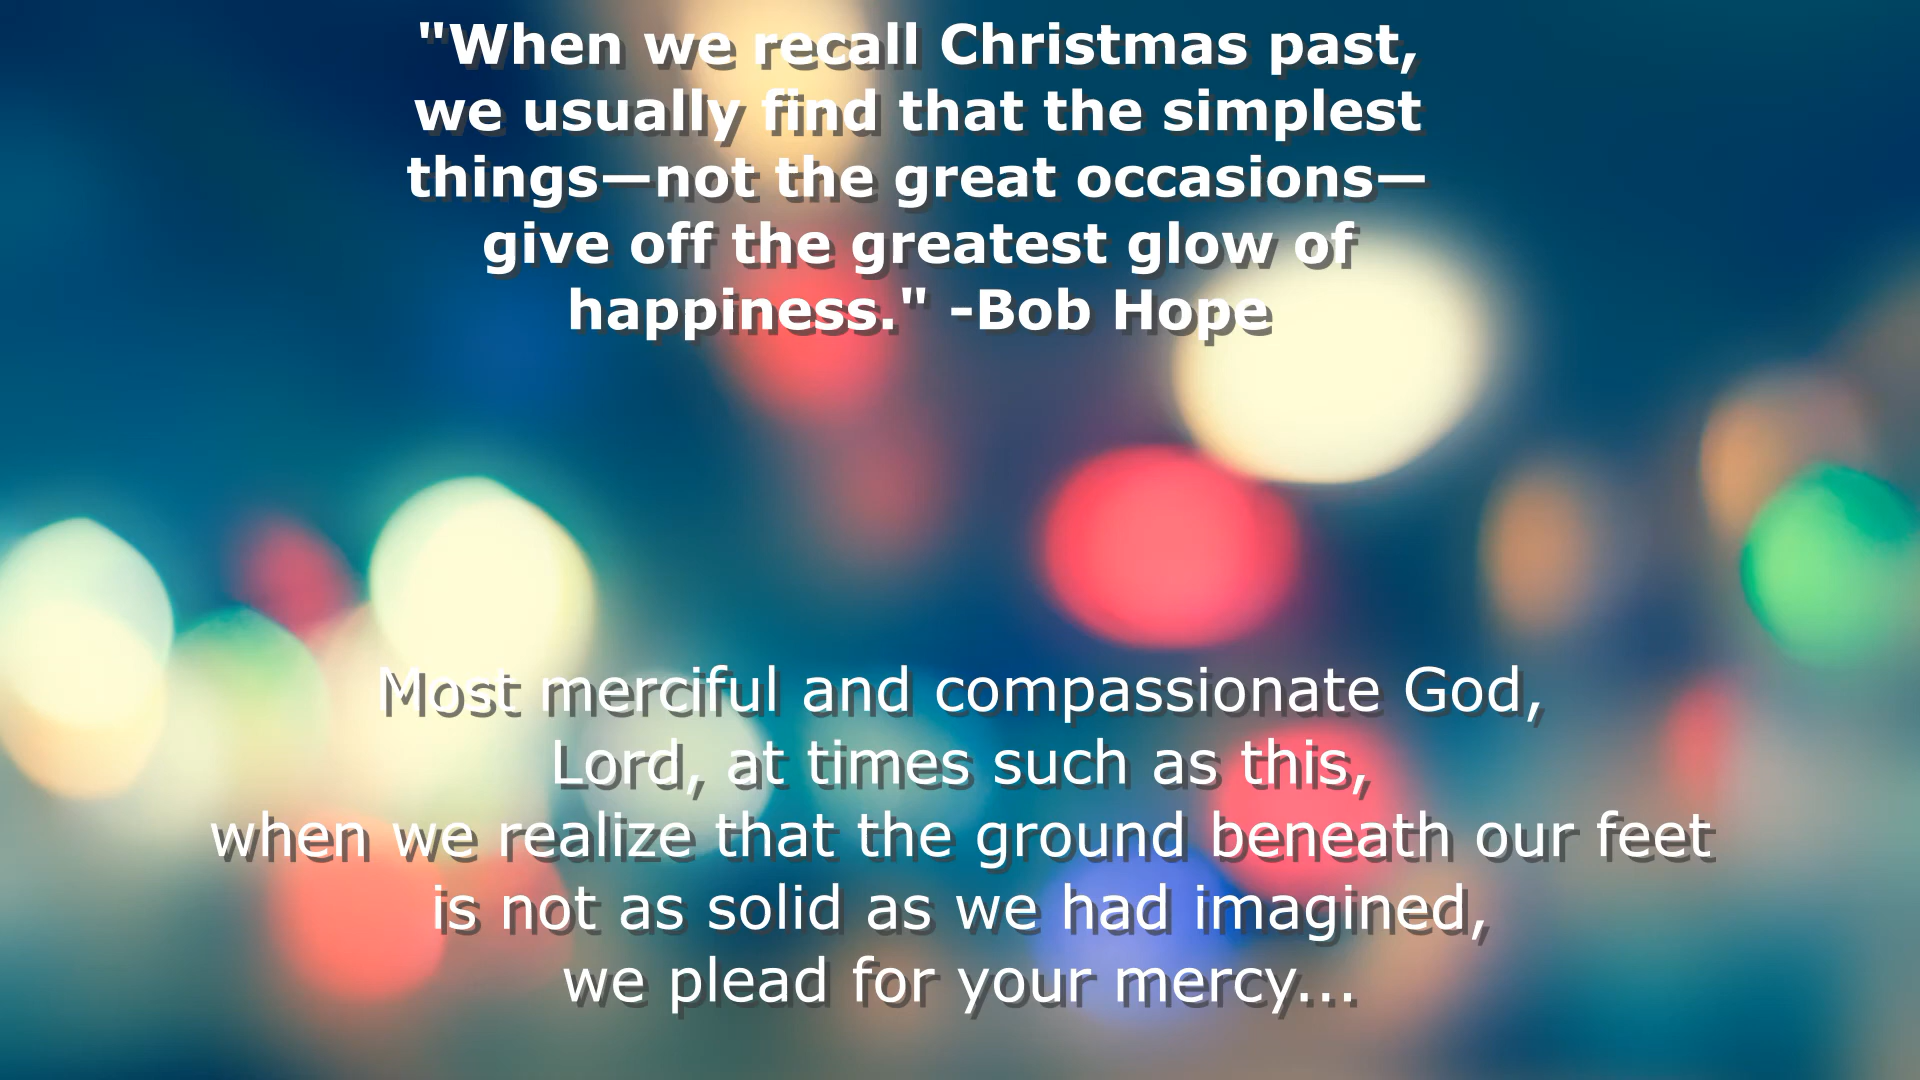 "When we recall Christmas past,
we usually find that the simplest
things—not the great occasions—
give off the greatest glow of
happiness." -Bob Hope
Most merciful and compassionate God,
Lord, at times such as this,
when we realize that the ground beneath our feet
is not as solid as we had imagined,
we plead for your mercy...